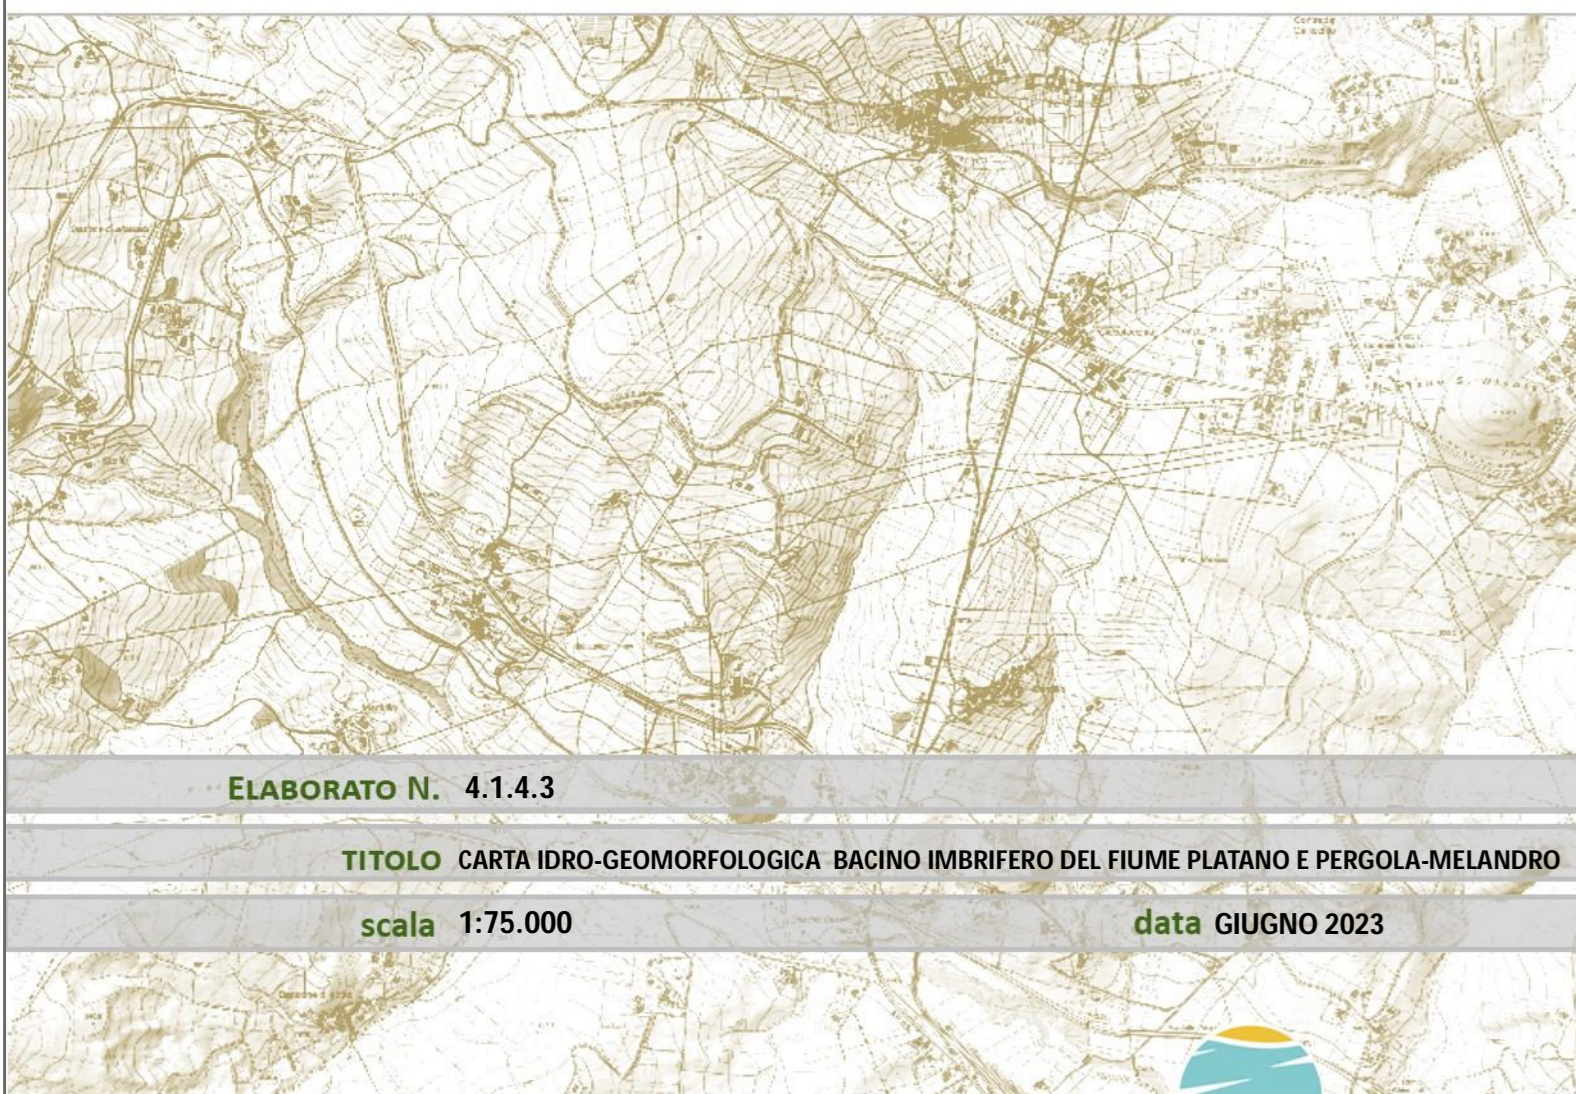 ELABORATO N. 4.1.4.3
TITOLO CARTA IDRO-GEOMORFOLOGICA BACINO IMBRIFERO DEL FIUME PLATANO E PERGOLA-MELANDRO
scala 1:75.000 data GIUGNO 2023